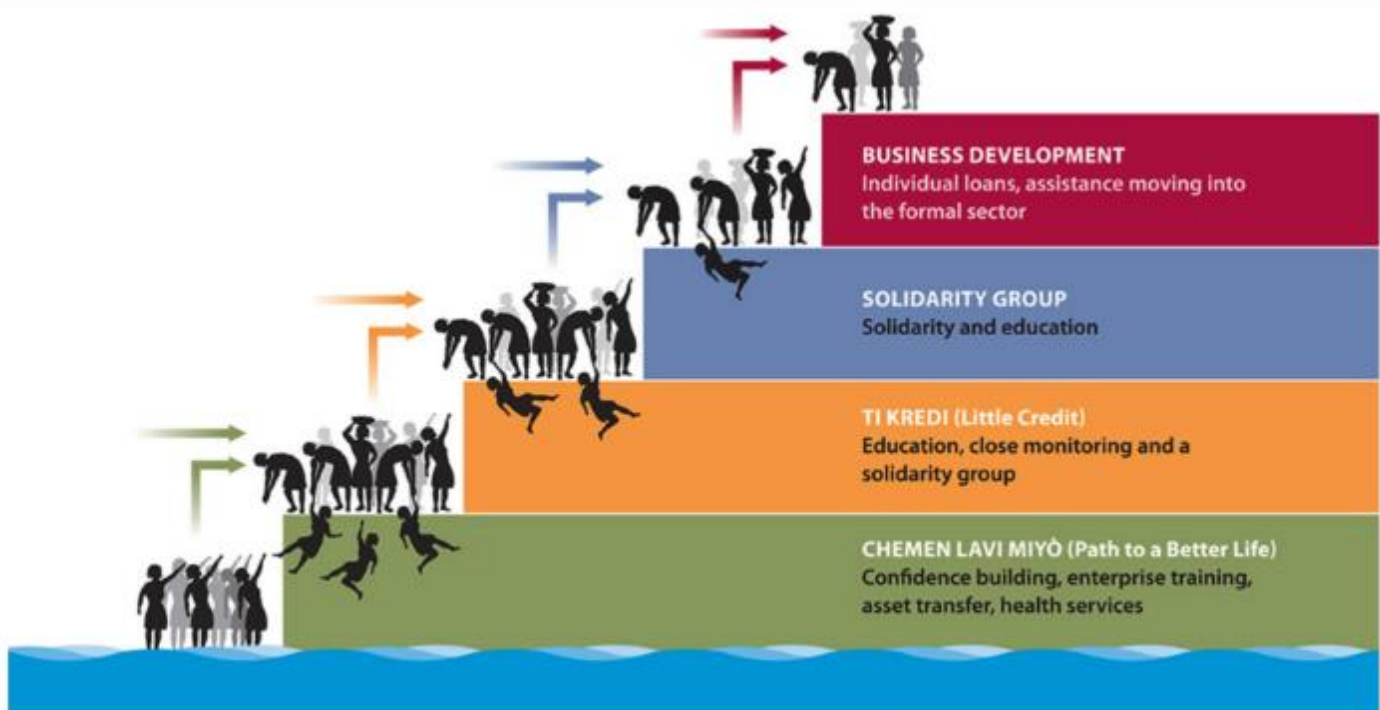 BUSINESS DEVELOPMENT
Individual loans, assistance moving into
the formal sector
SOLIDARITY GROUP
Solidarity and education
TI KREDI (Little Credit)
Education, close monitoring and a
solidarity group
CHEMEN LAVI MIYÒ (Path to a Better Life)
Confidence building, enterprise training,
asset transfer, health services